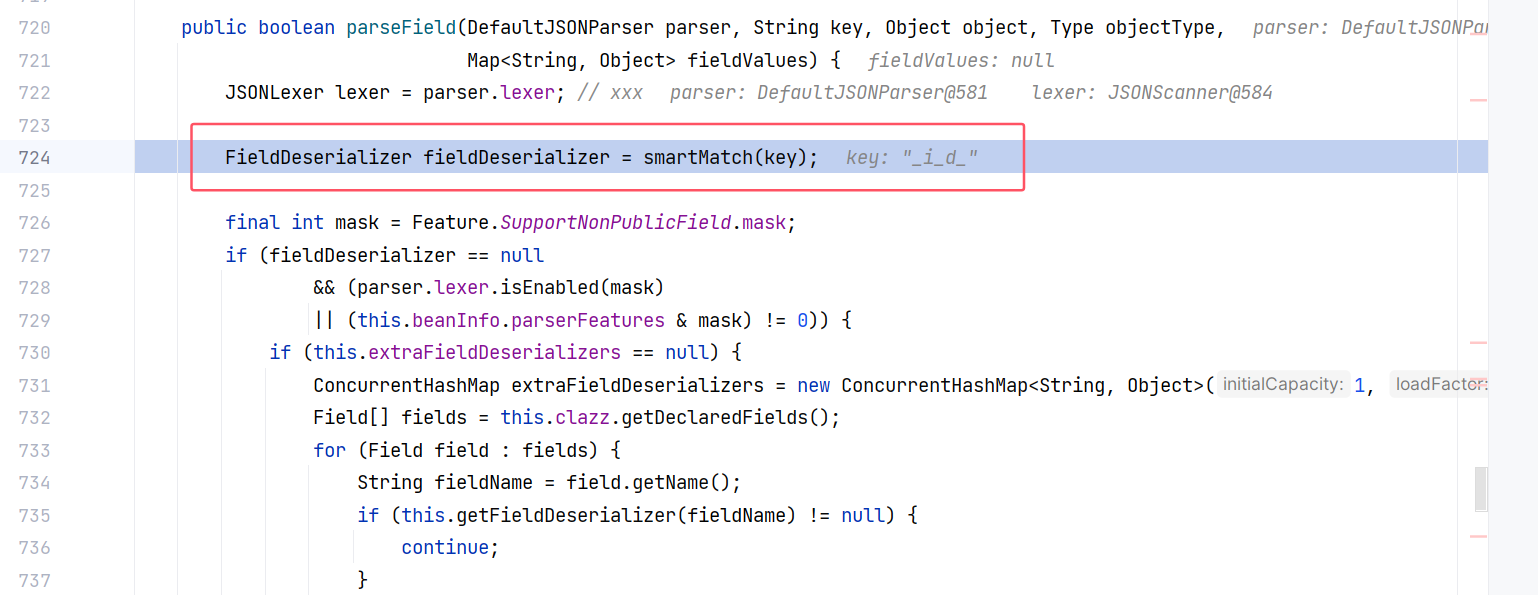 720 public boolean parseField(DefaultJSONParser parser, String key, Object object, Type objectType, parser: DefaultJSONPar
721 Map<String, Object> fieldValues) { fieldValues: null
722 JSONLexer lexer = parser.lexer; // xxx parser: DefaultJSONParser@581 lexer: JSONScanner@584
723
724 FieldDeserializer fieldDeserializer = smartMatch(key); key: "_i_d_"
725
726 final int mask = Feature.SupportNonPublicField.mask;
727 if (fieldDeserializer == null
728 && (parser.lexer.isEnabled(mask)
729 || (this.beanInfo.parserFeatures & mask) != 0)) {
730 if (this.extraFieldDeserializers == null) {
731 ConcurrentHashMap extraFieldDeserializers = new ConcurrentHashMap<String, Object>( initialCapacity: 1, loadFactor:
732 Field[] fields = this.clazz.getDeclaredFields();
733 for (Field field : fields) {
734 String fieldName = field.getName();
735 if (this.getFieldDeserializer(fieldName) != null) {
736 continue;
737 }